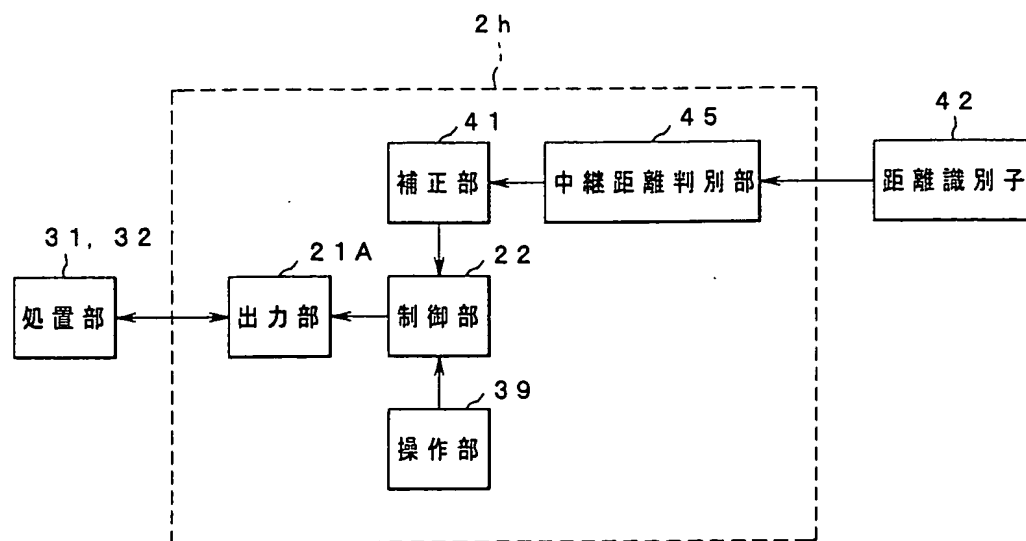 2h
41
45
42
補正部
中継距離判別部
距離識別子
31, 32
21A
22
処置部
出力部
制御部
39
操作部